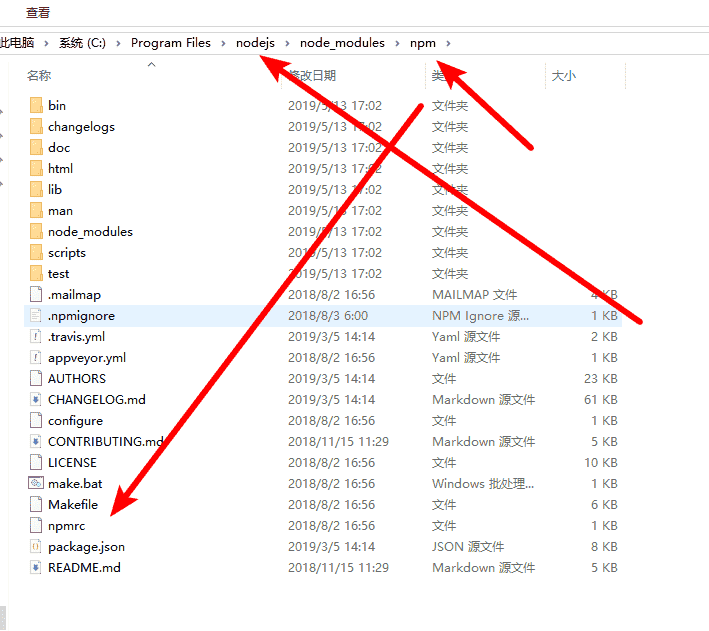 查看
此电脑 › 系统 (C:) › Program Files › nodejs › node_modules › npm ›
名称 修改日期 类 大小
bin 2019/5/13 17:02 文件夹
changelogs 2019/5/13 17:02 文件夹
doc 2019/5/13 17:02 文件夹
html 2019/5/13 17:02 文件夹
lib 2019/5/13 17:02 文件夹
man 2019/5/13 17:02 文件夹
node_modules 2019/5/13 17:02 文件夹
scripts 2019/5/13 17:02 文件夹
test 2019/5/13 17:02 文件夹
.mailmap 2018/8/2 16:56 MAILMAP 文件 4 KB
.npmignore 2018/8/3 6:00 NPM Ignore 源... 1 KB
.travis.yml 2019/3/5 14:14 Yaml 源文件 2 KB
appveyor.yml 2018/8/2 16:56 Yaml 源文件 1 KB
AUTHORS 2019/3/5 14:14 文件 23 KB
CHANGELOG.md 2019/3/5 14:14 Markdown 源文件 61 KB
configure 2018/8/2 16:56 文件 1 KB
CONTRIBUTING.md 2018/11/15 11:29 Markdown 源文件 5 KB
LICENSE 2018/8/2 16:56 文件 10 KB
make.bat 2018/8/2 16:56 Windows 批处理... 1 KB
Makefile 2018/8/2 16:56 文件 6 KB
npmrc 2018/8/2 16:56 文件 1 KB
package.json 2019/3/5 14:14 JSON 源文件 8 KB
README.md 2018/11/15 11:29 Markdown 源文件 5 KB